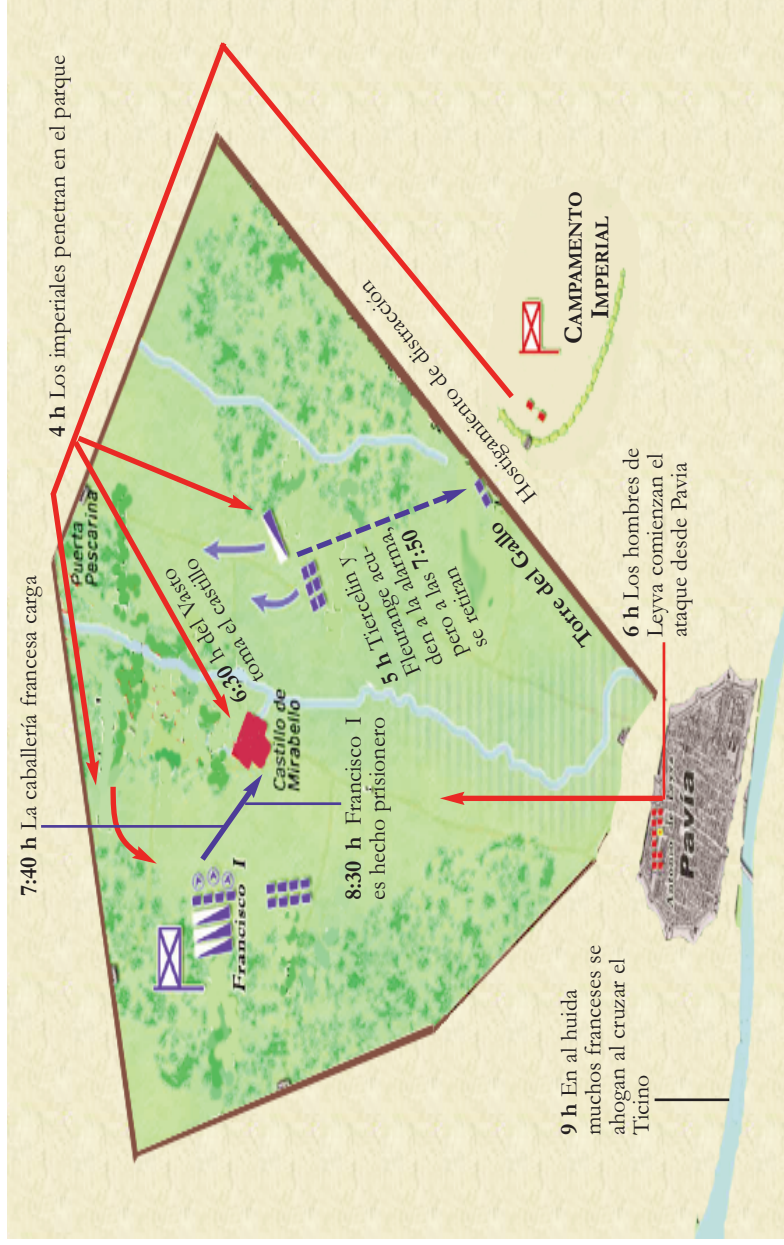 4 h Los imperiales penetran en el parque
7:40 h La caballería francesa carga
Puerta
Pescarina
6:30 h del Vasto
toma el castillo
Castillo de
Mirabello
Francisco I
8:30 h Francisco I
es hecho prisionero
5 h Tiercelin y
Fleurange acu-
den a la alarma,
pero a las 7:50
se retiran
Hostigamiento de distracción
Torre del Gallo
CAMPAMENTO
IMPERIAL
6 h Los hombres de
Leyva comienzan el
ataque desde Pavia
Antonio de Leyva
Pavia
9 h En al huida
muchos franceses se
ahogan al cruzar el
Ticino